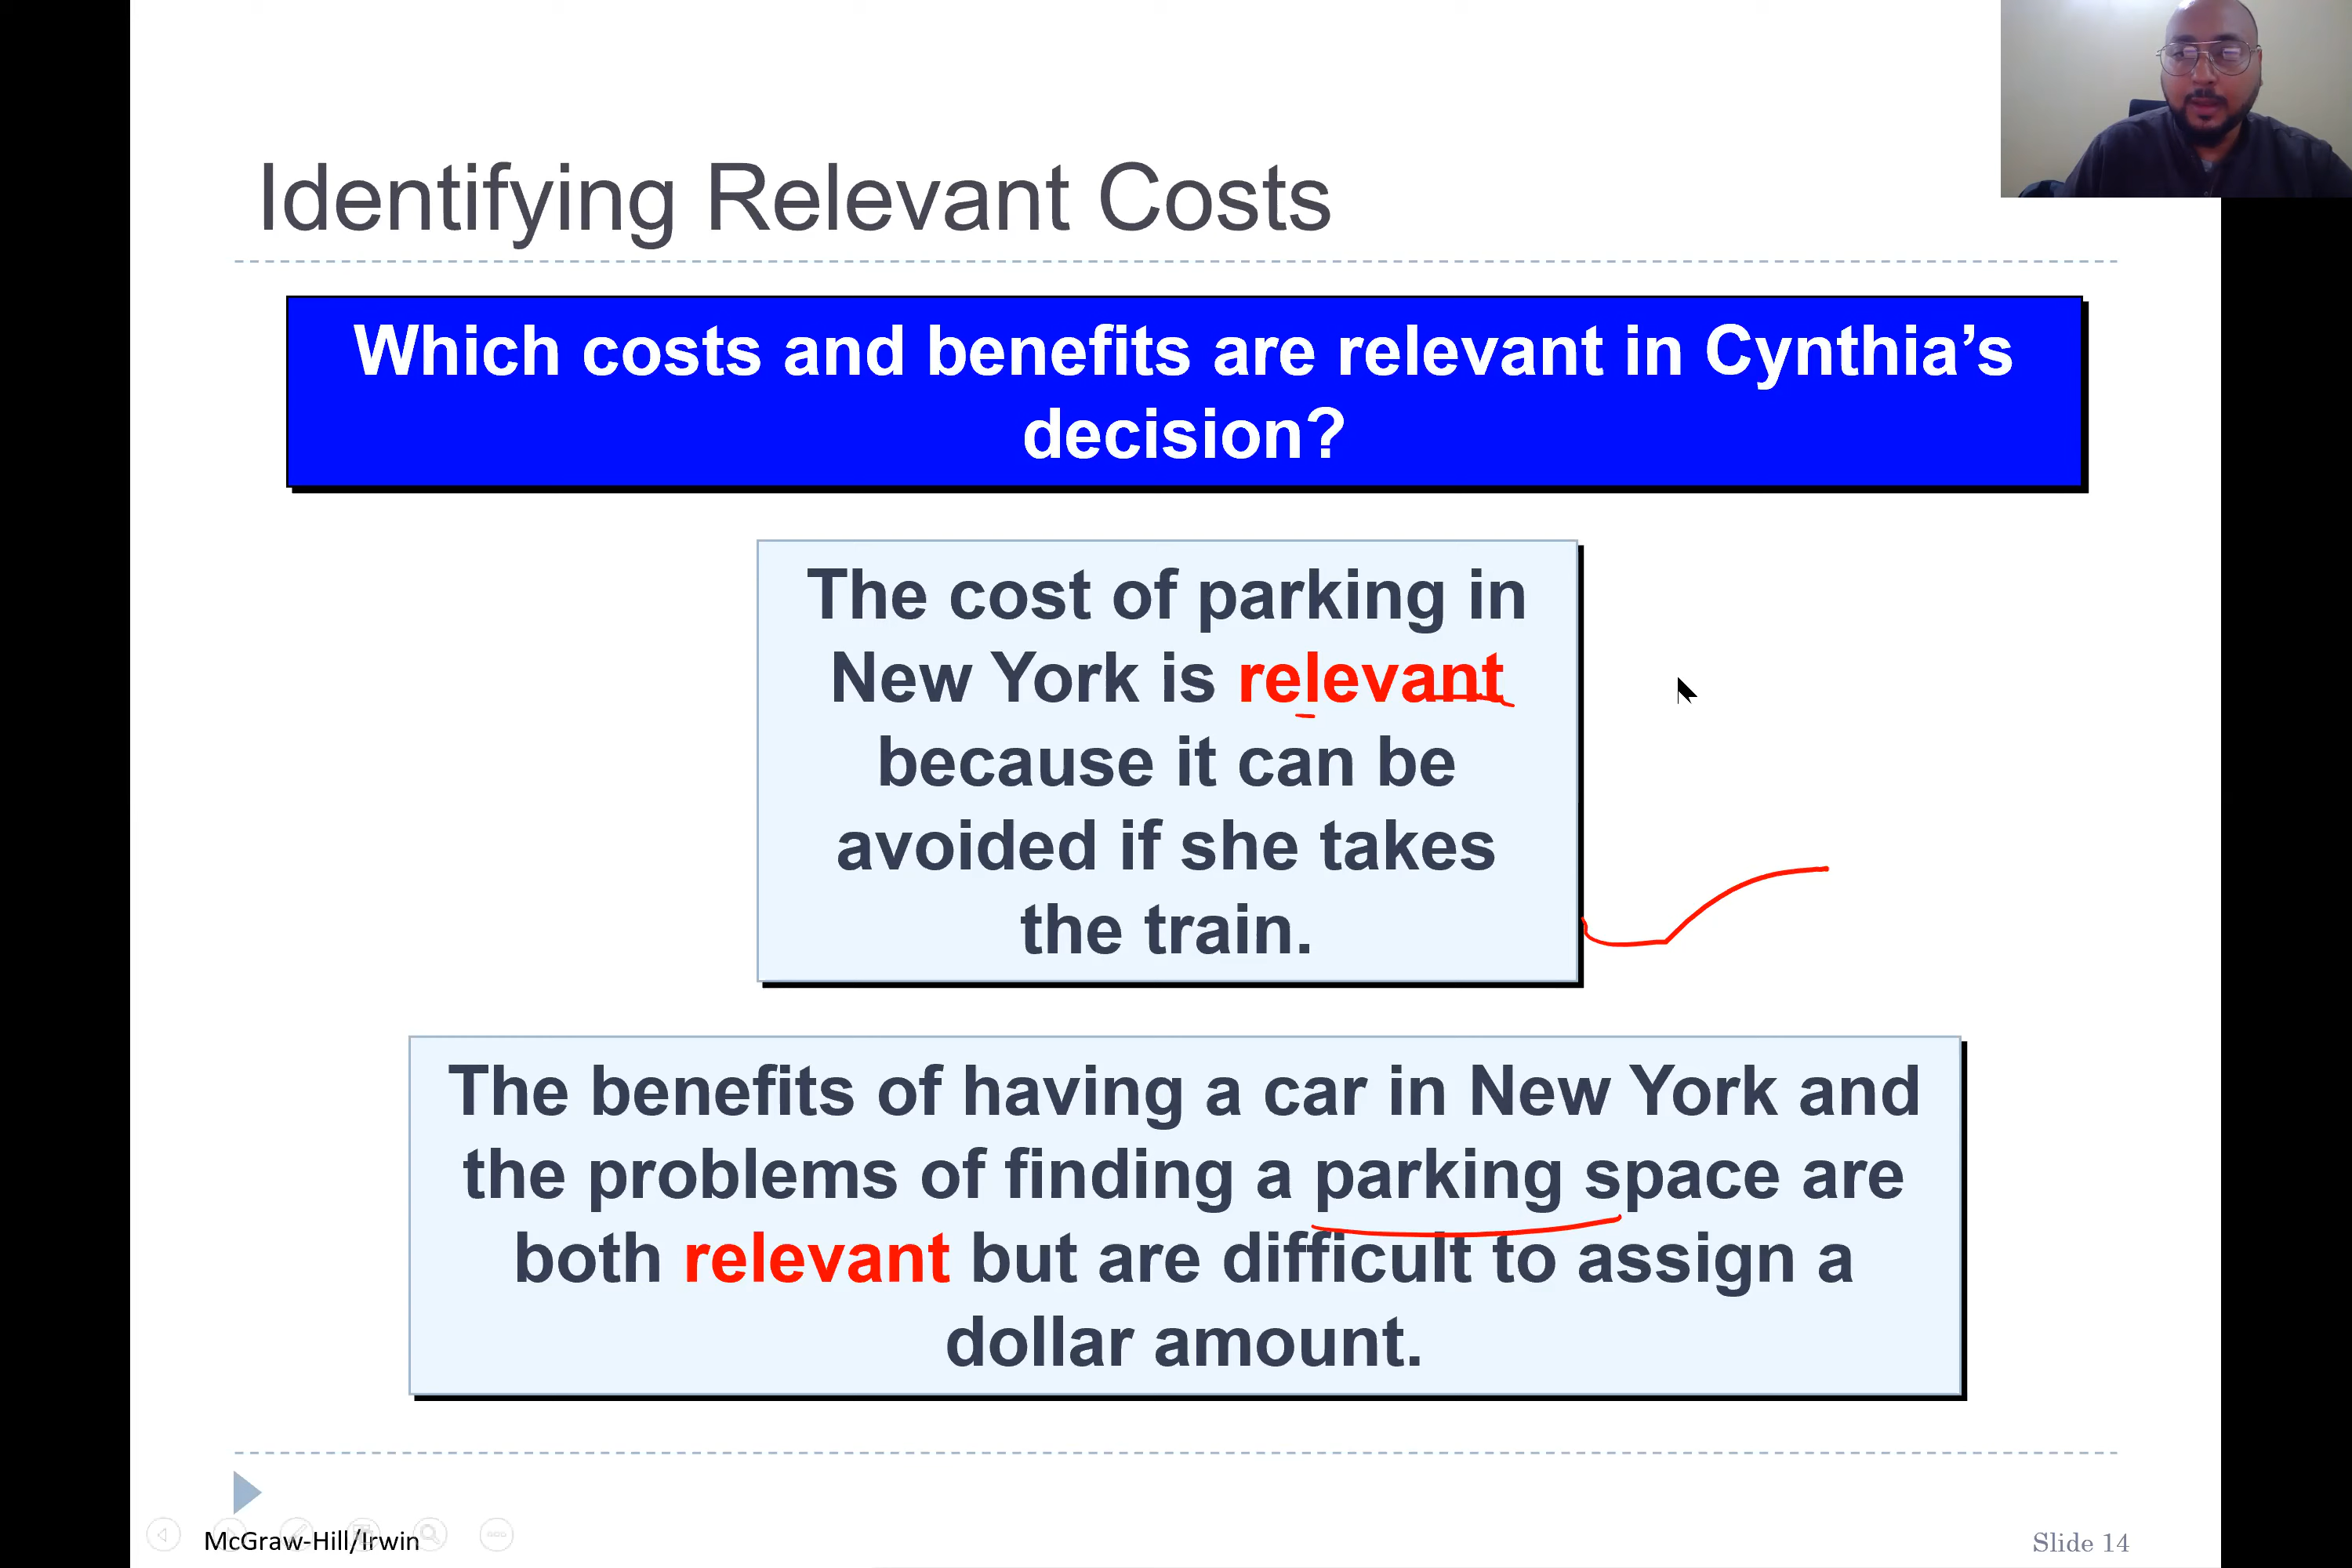 Identifying Relevant Costs
Which costs and benefits are relevant in Cynthia’s
decision?
The cost of parking in
New York is relevant
because it can be
avoided if she takes
the train.
The benefits of having a car in New York and
the problems of finding a parking space are
both relevant but are difficult to assign a
dollar amount.
McGraw-Hill/Irwin
Slide 14